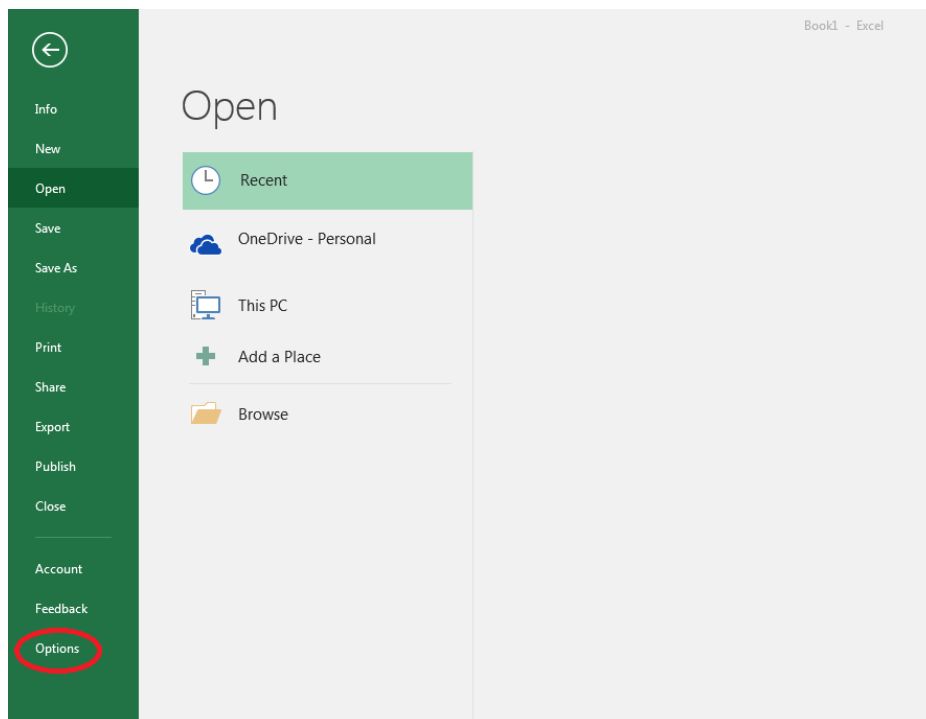 Book1 - Excel
Info
New
Open
Save
Save As
History
Print
Share
Export
Publish
Close
Account
Feedback
Options
Open
Recent
OneDrive - Personal
This PC
Add a Place
Browse